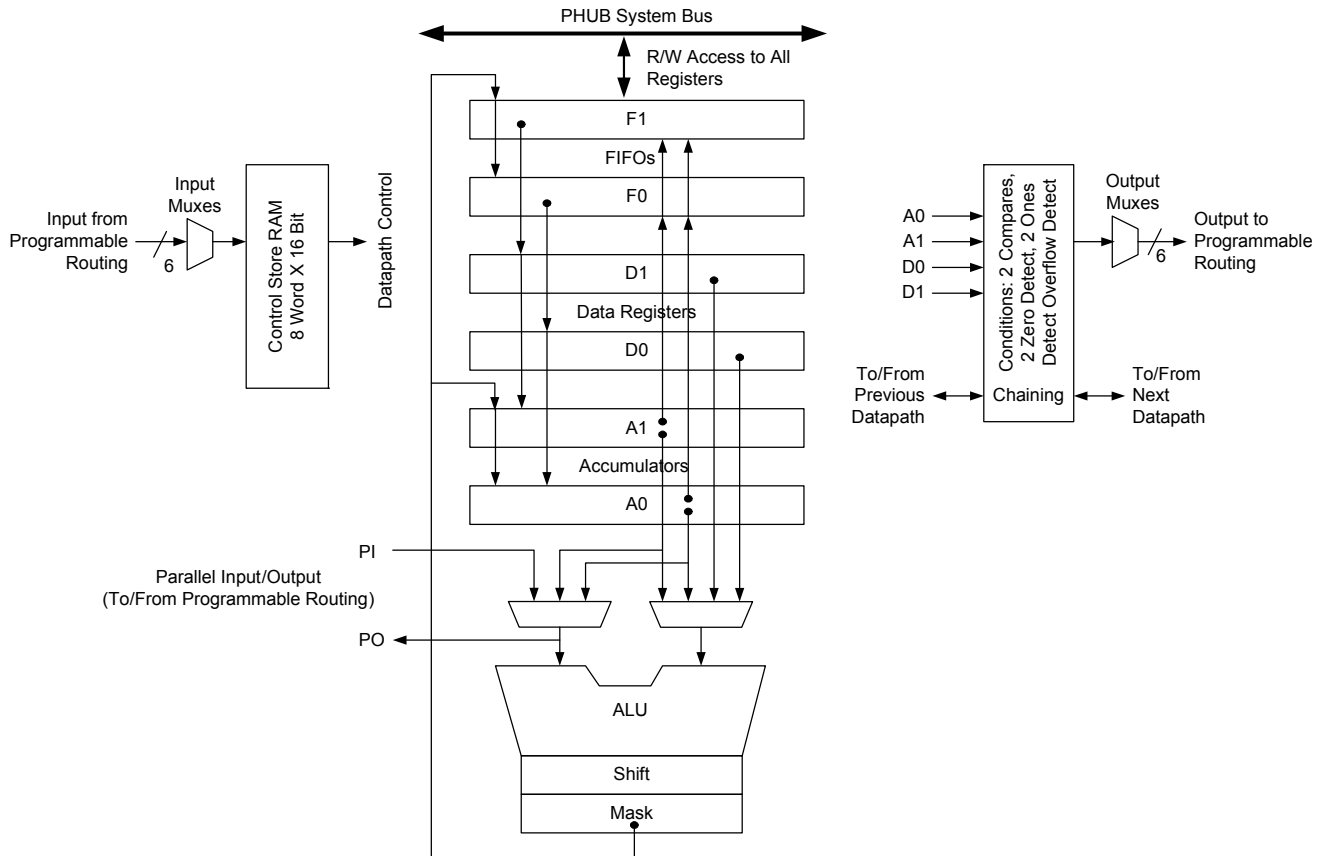 PHUB System Bus
R/W Access to All
Registers
F1
FIFOs
F0
D1
Data Registers
D0
A1
Accumulators
A0
Input from
Programmable
Routing
6
Input
Muxes
Control Store RAM
8 Word X 16 Bit
Datapath Control
A0
A1
D0
D1
Conditions: 2 Compares,
2 Zero Detect, 2 Ones
Detect Overflow Detect
Output
Muxes
6
Output to
Programmable
Routing
To/From
Previous
Datapath
Chaining
To/From
Next
Datapath
PI
Parallel Input/Output
(To/From Programmable Routing)
PO
ALU
Shift
Mask